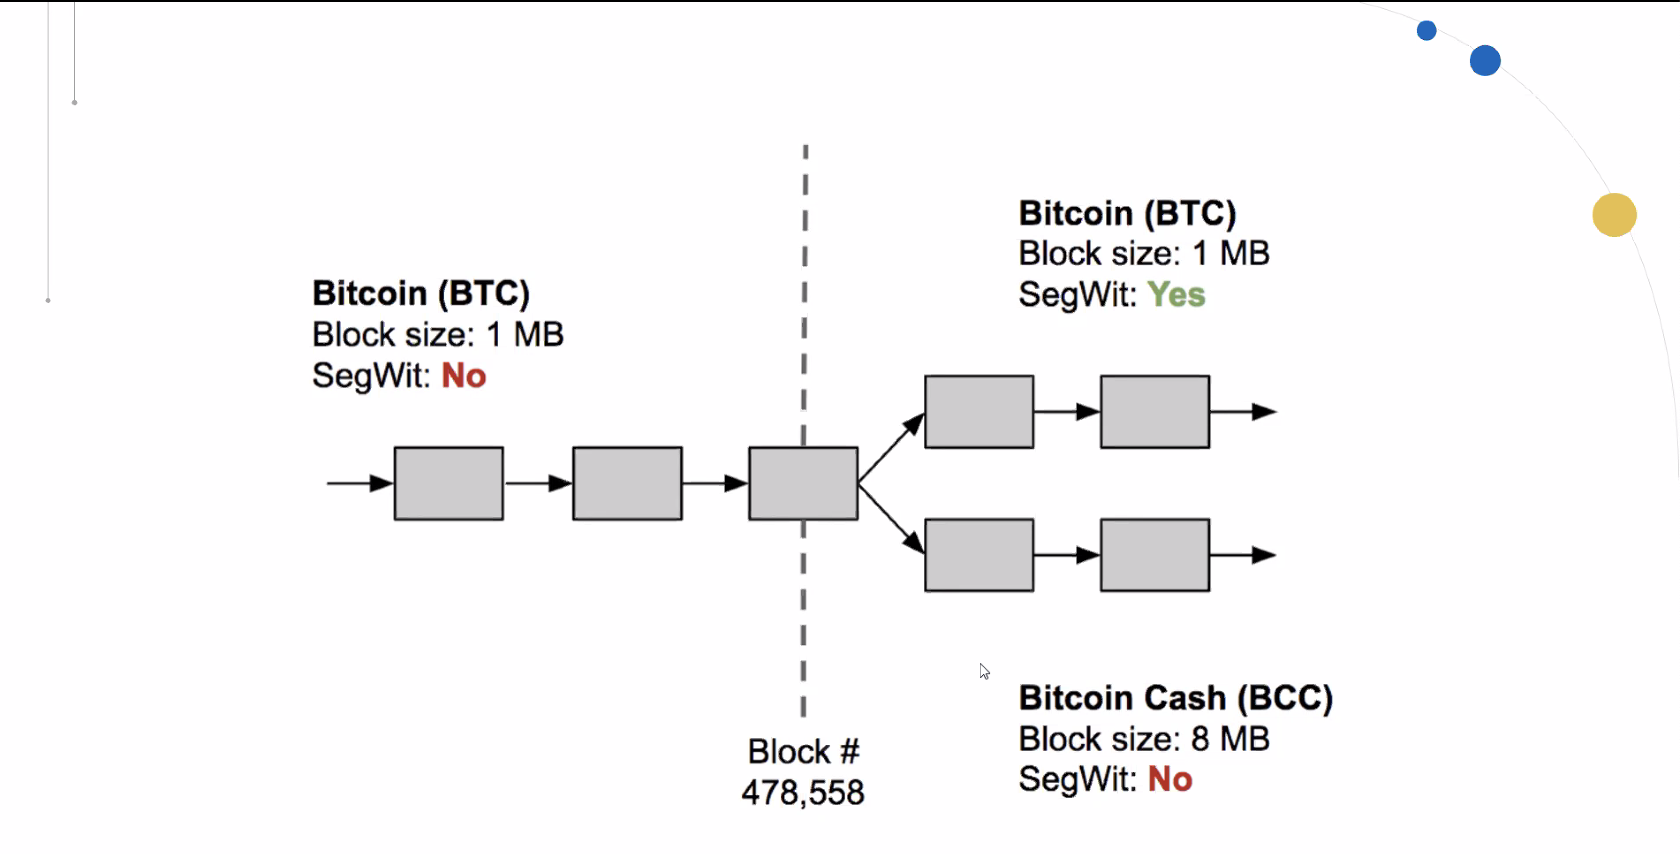 Bitcoin (BTC)
Block size: 1 MB
SegWit: No
Bitcoin (BTC)
Block size: 1 MB
SegWit: Yes
Block #
478,558
Bitcoin Cash (BCC)
Block size: 8 MB
SegWit: No